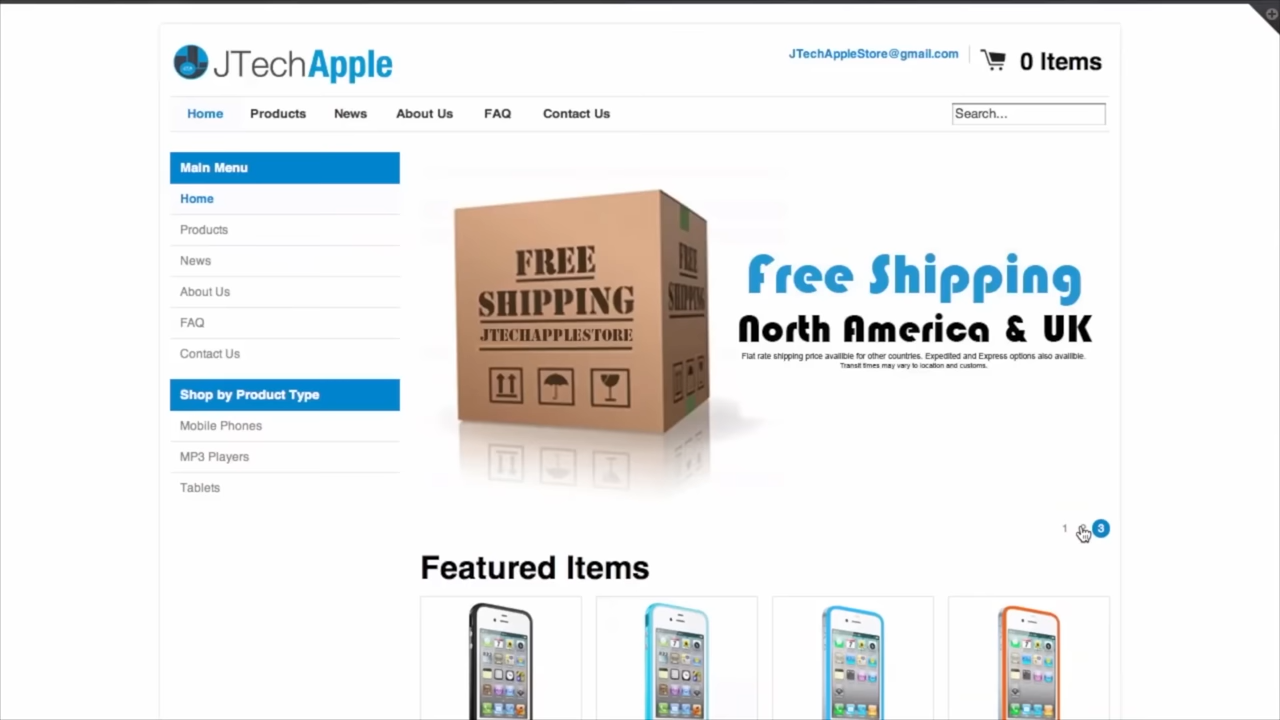 JTechApple
JTechAppleStore@gmail.com
0 Items
Home Products News About Us FAQ Contact Us
Search...
Main Menu
Home
Products
News
About Us
FAQ
Contact Us
Shop by Product Type
Mobile Phones
MP3 Players
Tablets
FREE
SHIPPING
JTECHAPPLESTORE
FREE
SHIPPING
Free Shipping
North America & UK
Flat rate shipping price availible for other countries. Expedited and Express options also availible.
Transit times may vary to location and customs.
1 3
Featured Items